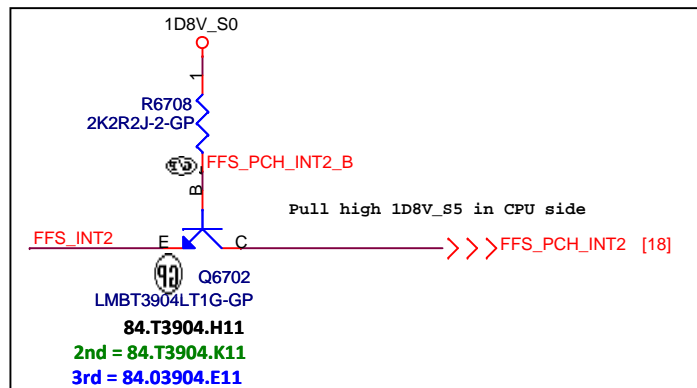 1D8V_S0
1
R6708
2K2R2J-2-GP
FFS_PCH_INT2_B
B
Pull high 1D8V_S5 in CPU side
FFS_INT2
E
C
FFS_PCH_INT2 [18]
GP
Q6702
LMBT3904LT1G-GP
84.T3904.H11
2nd = 84.T3904.K11
3rd = 84.03904.E11